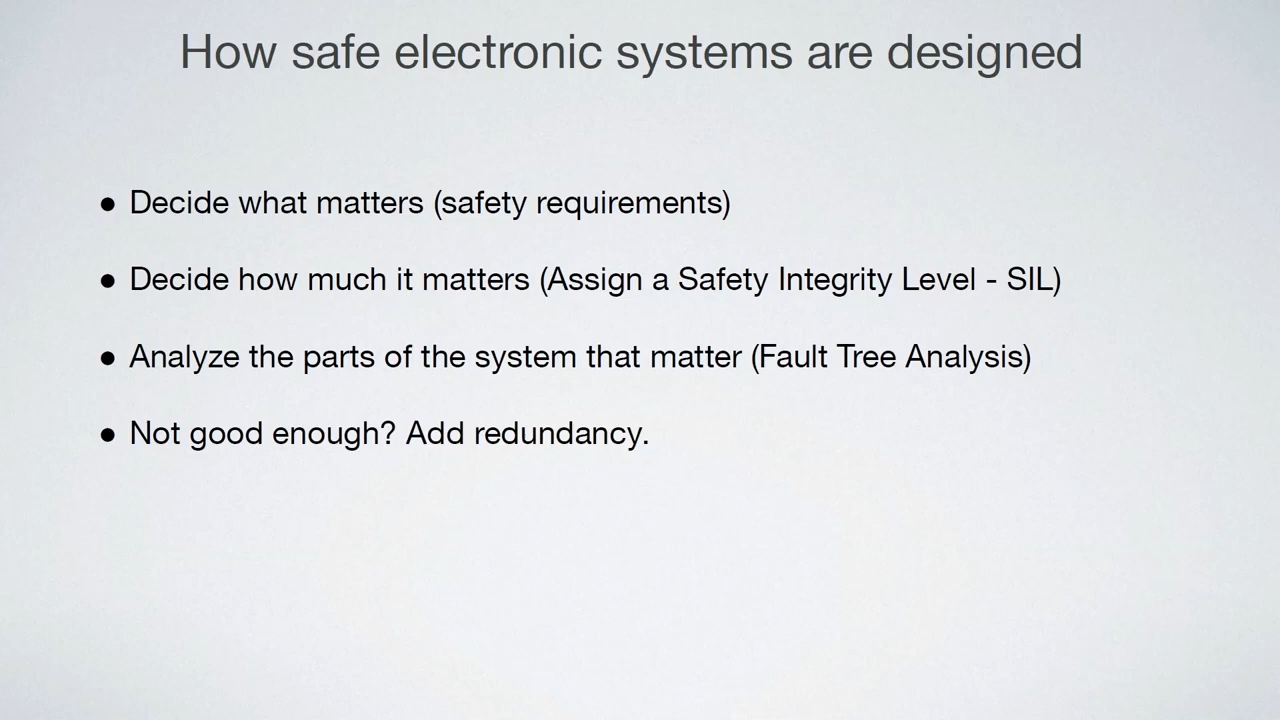 How safe electronic systems are designed
● Decide what matters (safety requirements)
● Decide how much it matters (Assign a Safety Integrity Level - SIL)
● Analyze the parts of the system that matter (Fault Tree Analysis)
● Not good enough? Add redundancy.